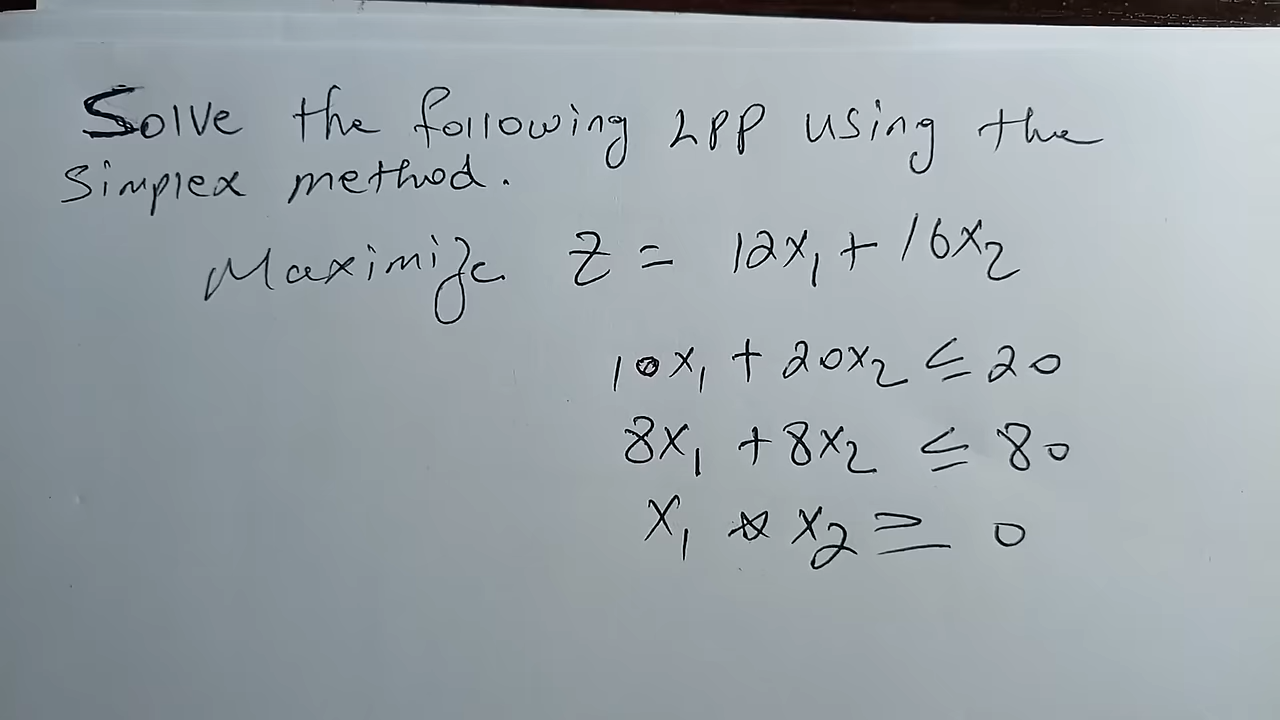 Solve the following LPP using the
simplex method.
Maximize Z = 12x₁ + 16x₂
10x₁ + 20x₂ ≤ 20
8x₁ + 8x₂ ≤ 80
x₁ x₂ ≥ 0